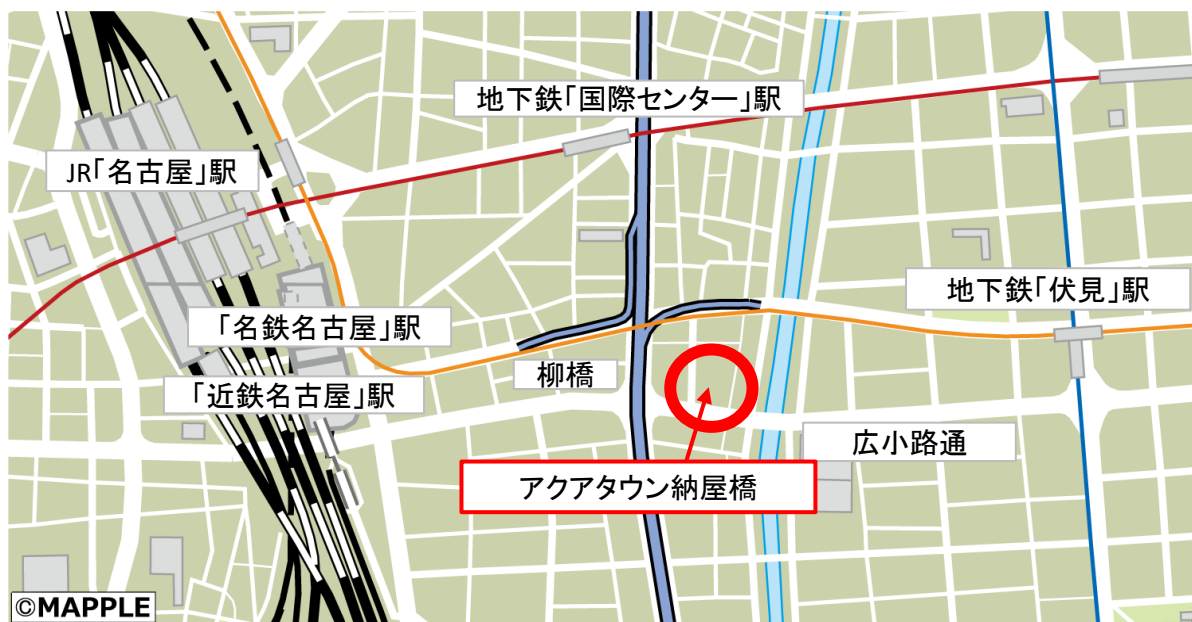 地下鉄「国際センター」駅
JR「名古屋」駅
地下鉄「伏見」駅
「名鉄名古屋」駅
柳橋
「近鉄名古屋」駅
広小路通
アクアタウン納屋橋
©MAPPLE